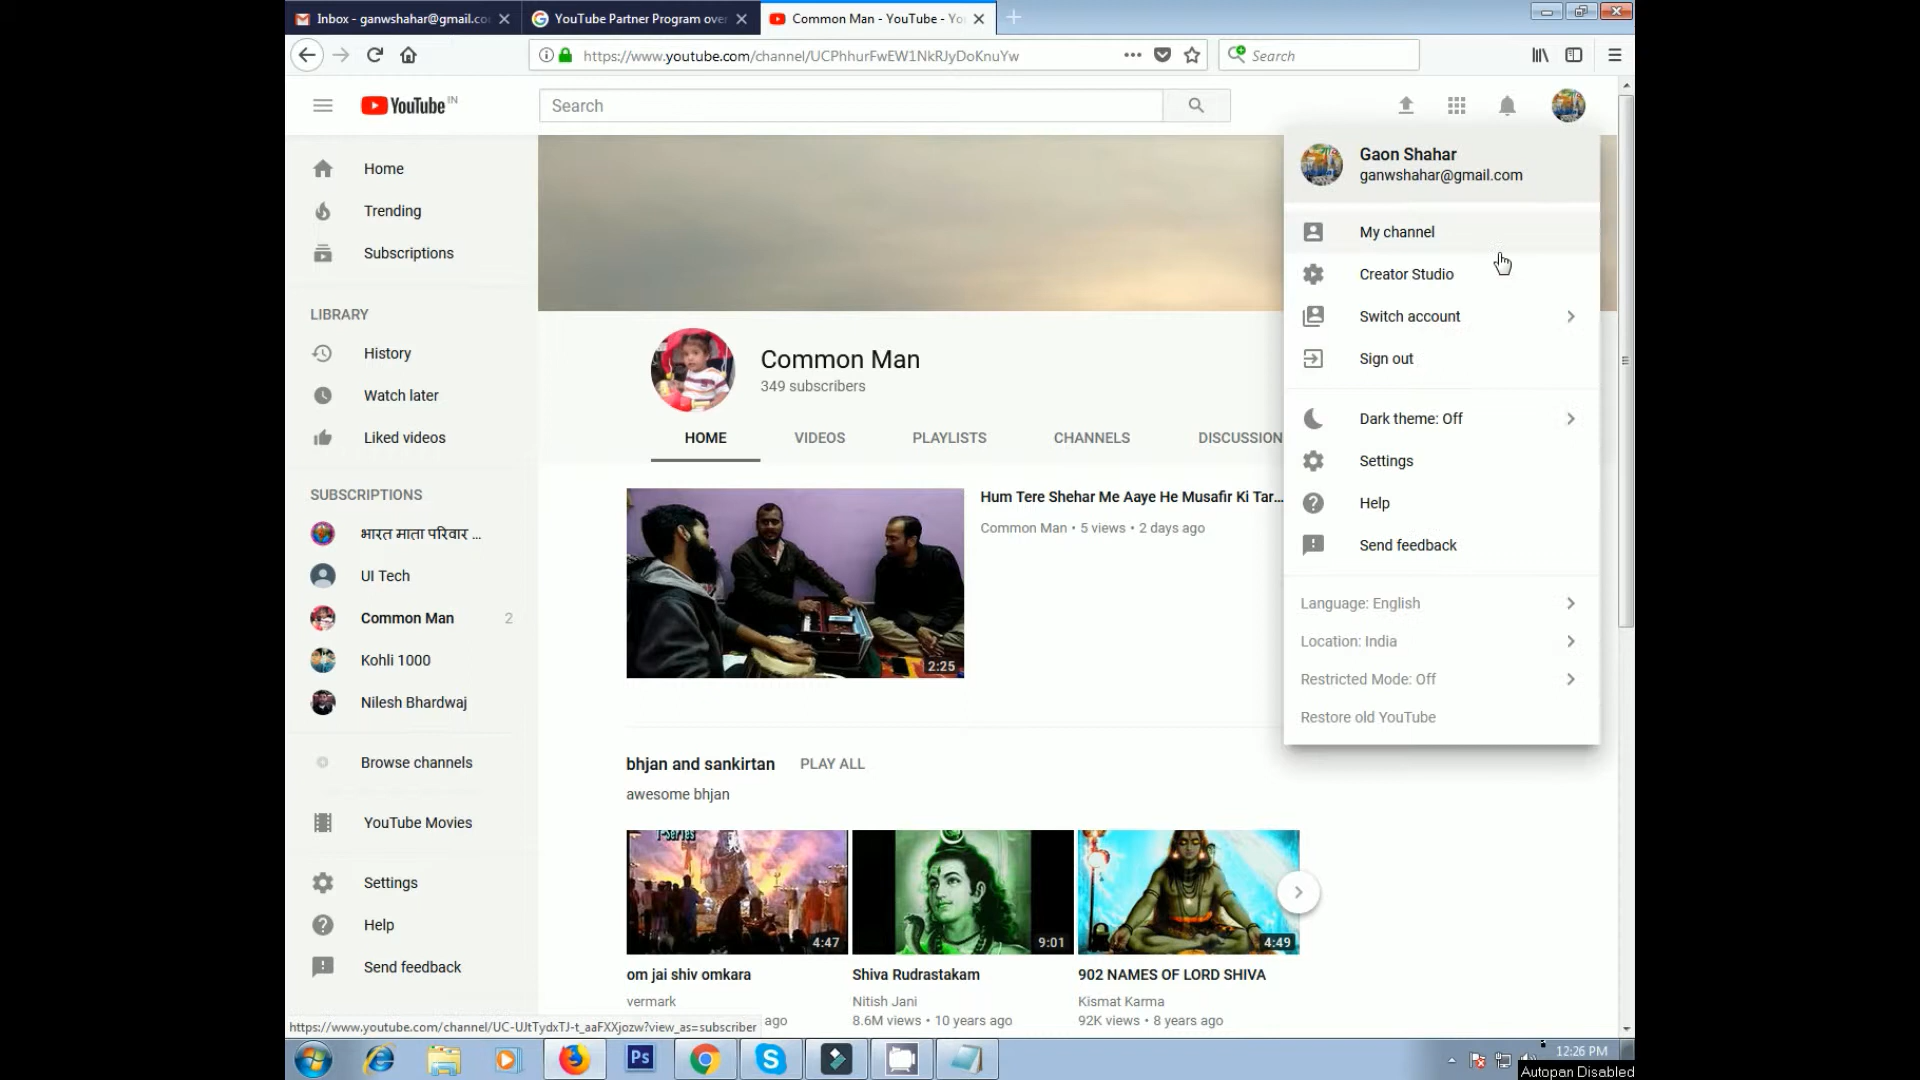 Inbox - ganwshahar@gmail.co
YouTube Partner Program over
Common Man - YouTube - Yo
https://www.youtube.com/channel/UCPhhurFwEW1NkRJyDoKnuYw
Search
YouTube IN
Search
Home
Trending
Subscriptions
LIBRARY
History
Watch later
Liked videos
SUBSCRIPTIONS
भारत माता परिवार ...
UI Tech
Common Man 2
Kohli 1000
Nilesh Bhardwaj
Browse channels
YouTube Movies
Settings
Help
Send feedback
Common Man
349 subscribers
HOME VIDEOS PLAYLISTS CHANNELS DISCUSSION
2:25
Hum Tere Shehar Me Aaye He Musafir Ki Tar...
Common Man • 5 views • 2 days ago
bhjan and sankirtan PLAY ALL
awesome bhjan
T-Series
4:47
9:01
4:49
om jai shiv omkara
vermark
ago
Shiva Rudrastakam
Nitish Jani
8.6M views • 10 years ago
902 NAMES OF LORD SHIVA
Kismat Karma
92K views • 8 years ago
Gaon Shahar
ganwshahar@gmail.com
My channel
Creator Studio
Switch account
Sign out
Dark theme: Off
Settings
Help
Send feedback
Language: English
Location: India
Restricted Mode: Off
Restore old YouTube
https://www.youtube.com/channel/UC-UJtTydxTJ-t_aaFXXjozw?view_as=subscriber
Ps
12:26 PM
Autopan Disabled